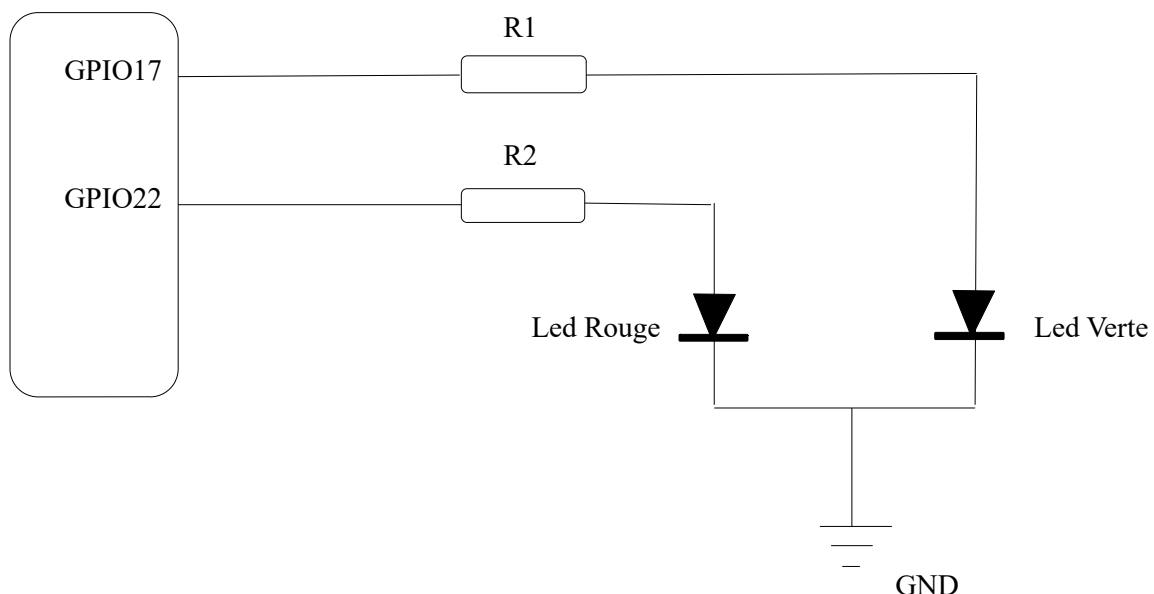 R1
GPIO17
R2
GPIO22
Led Rouge
Led Verte
GND